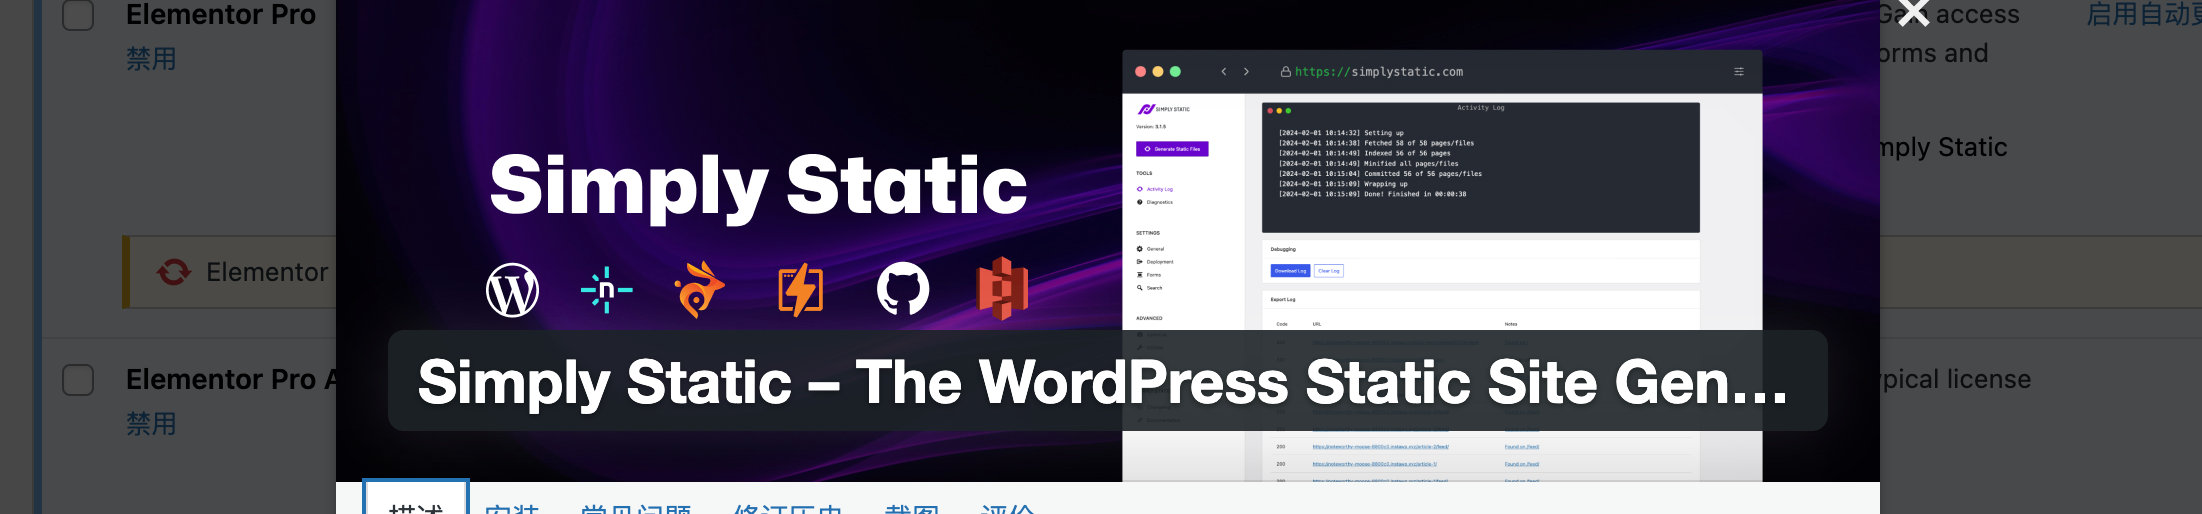 Elementor Pro
禁用
Gain access
启用自动更
orms and
mply Static
Elementor
Elementor Pro A
禁用
ypical license
https://simplystatic.com
SIMPLY STATIC
Version: 3.1.5
Generate Static Files
TOOLS
Activity Log
Diagnostics
SETTINGS
General
Deployment
Forms
Search
ADVANCED
Activity Log
[2024-02-01 10:14:32] Setting up
[2024-02-01 10:14:38] Fetched 58 of 58 pages/files
[2024-02-01 10:14:49] Indexed 56 of 56 pages
[2024-02-01 10:14:49] Minified all pages/files
[2024-02-01 10:15:04] Committed 56 of 56 pages/files
[2024-02-01 10:15:09] Wrapping up
[2024-02-01 10:15:09] Done! Finished in 00:00:38
Debugging
Download Log
Clear Log
Export Log
Code URL Notes
Simply Static
n
Simply Static – The WordPress Static Site Gen…
200 Found on /feed/
200 Found on /feed/
描述 安装 常见问题 修订历史 截图 评价